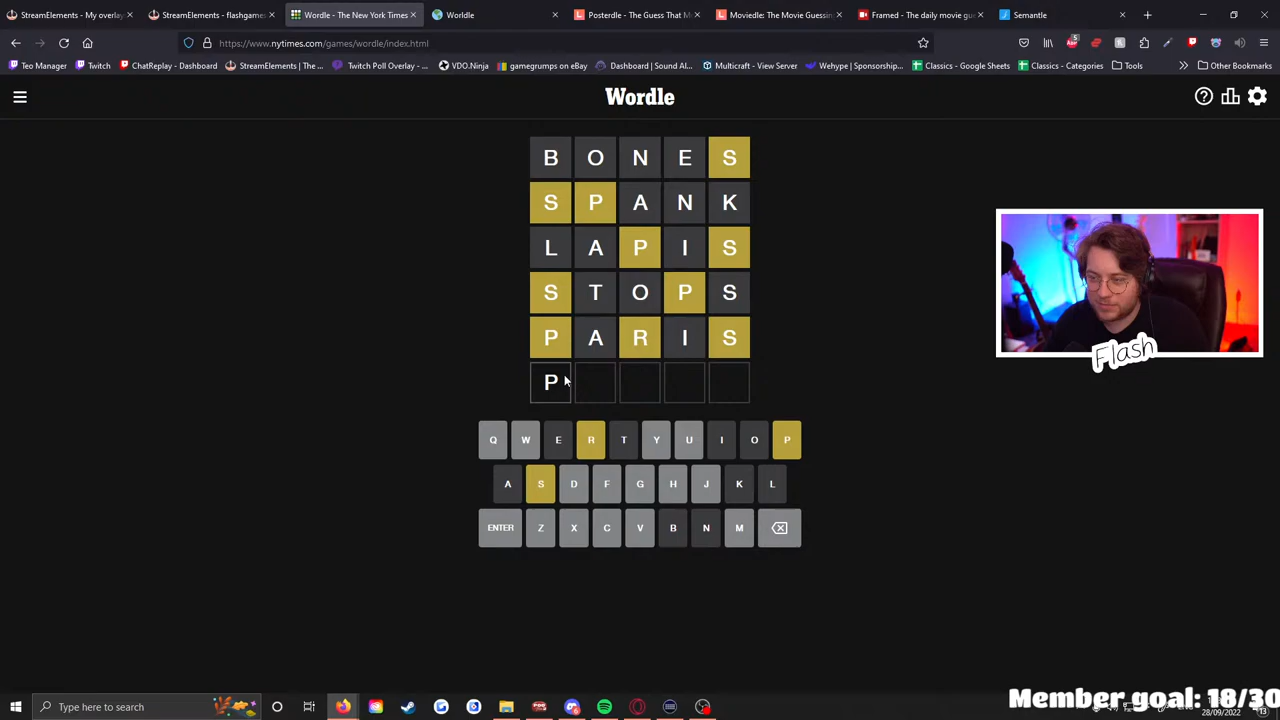 StreamElements - My overlay
StreamElements - flashgames
Wordle - The New York Times
Worldle
Posterdle - The Guess That M
Moviedle: The Movie Guessing
Framed - The daily movie gu
Semantle
https://www.nytimes.com/games/wordle/index.html
Teo Manager
Twitch
ChatReplay - Dashboard
StreamElements | The ...
Twitch Poll Overlay -...
VDO.Ninja
gamegrumps on eBay
Dashboard | Sound Al...
Multicraft - View Server
Wehype | Sponsorship...
Classics - Google Sheets
Classics - Categories
Tools
Other Bookmarks
Wordle
B O N E S
S P A N K
L A P I S
S T O P S
P A R I S
P
Q W E R T Y U I O P
A S D F G H J K L
ENTER Z X C V B N M
Flash
Member goal: 18/30
Type here to search
28/09/2022
13